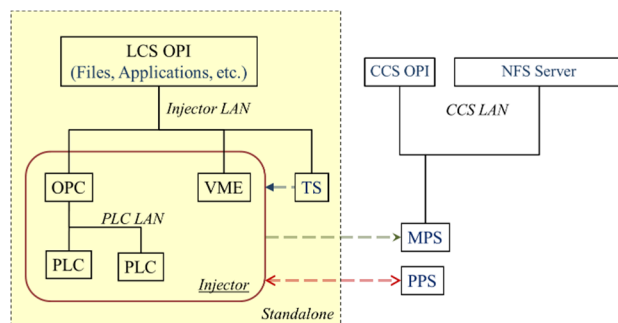 LCS OPI
(Files, Applications, etc.)
CCS OPI
NFS Server
Injector LAN
CCS LAN
OPC
VME
TS
PLC LAN
MPS
PLC
PLC
PPS
Injector
Standalone